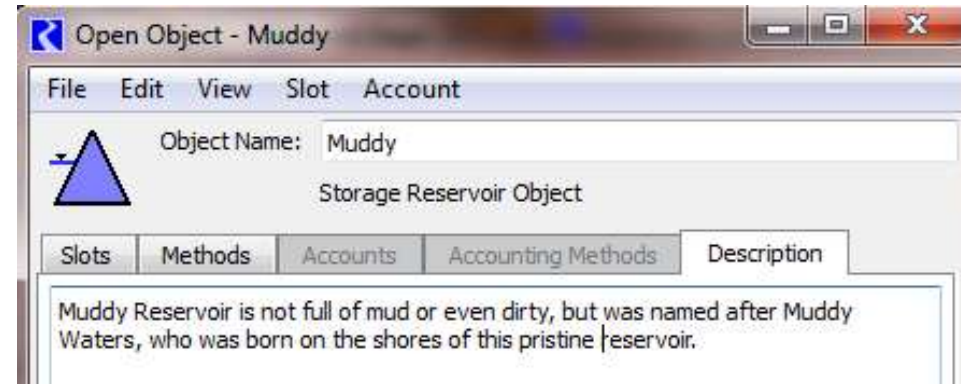 Open Object - Muddy
File Edit View Slot Account
Object Name: Muddy
Storage Reservoir Object
Slots Methods Accounts Accounting Methods Description
Muddy Reservoir is not full of mud or even dirty, but was named after Muddy
Waters, who was born on the shores of this pristine reservoir.